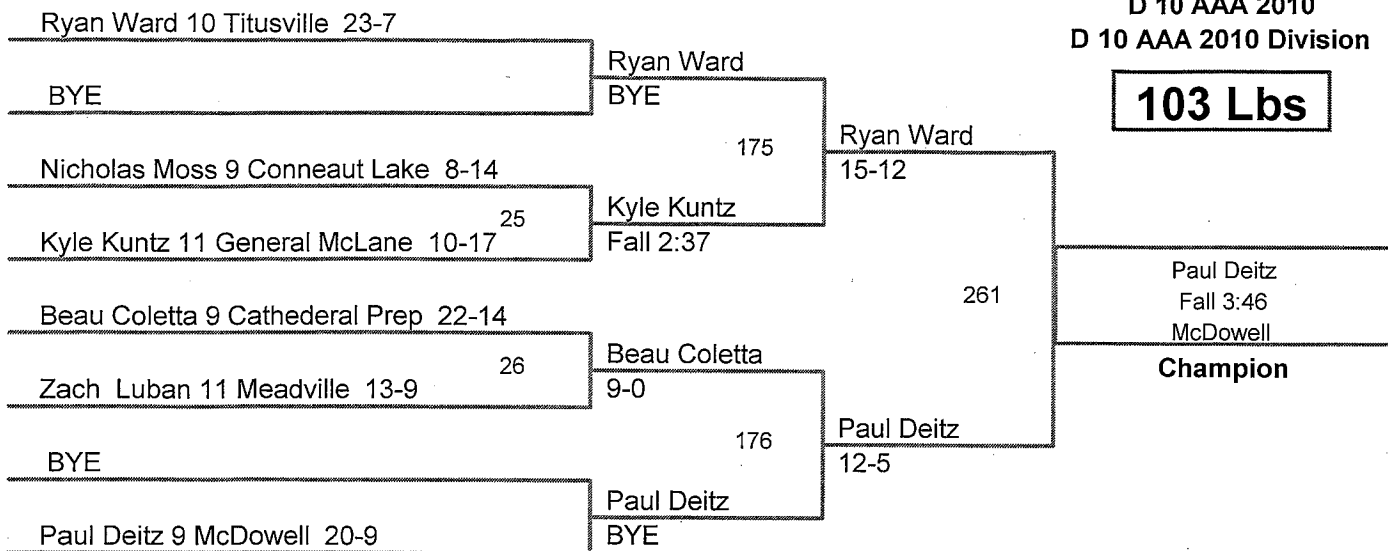 D 10 AAA 2010
D 10 AAA 2010 Division
103 Lbs
Ryan Ward 10 Titusville 23-7
BYE
Nicholas Moss 9 Conneaut Lake 8-14
25
Kyle Kuntz 11 General McLane 10-17
Beau Coletta 9 Cathederal Prep 22-14
26
Zach Luban 11 Meadville 13-9
BYE
Paul Deitz 9 McDowell 20-9
Ryan Ward
BYE
175
Kyle Kuntz
Fall 2:37
Beau Coletta
9-0
176
Paul Deitz
BYE
Ryan Ward
15-12
261
Paul Deitz
12-5
Paul Deitz
Fall 3:46
McDowell
Champion